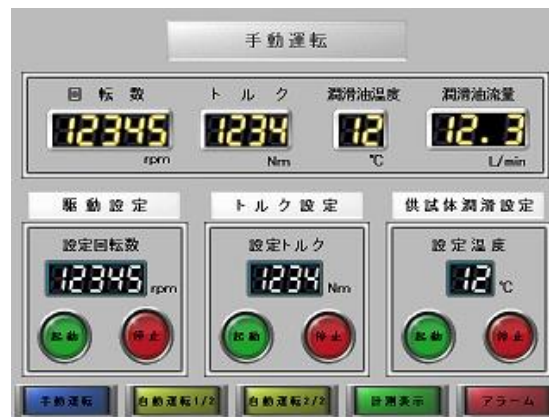 手動運転
回転数 トルク 潤滑油温度 潤滑油流量
12345 1234 12 12.3
rpm Nm ℃ L/min
駆動設定 トルク設定 供試体潤滑設定
設定回転数 設定トルク 設定温度
12345 rpm 1234 Nm 12 ℃
起動 停止 起動 停止 起動 停止
手動運転 自動運転1/2 自動運転2/2 計測表示 アラーム